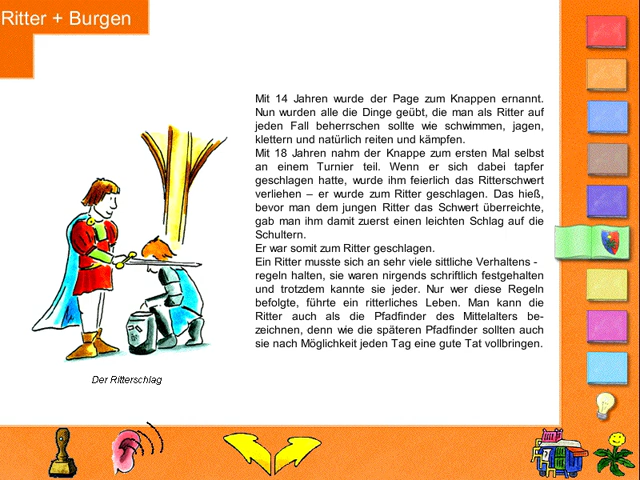 Ritter + Burgen
Mit 14 Jahren wurde der Page zum Knappen ernannt.
Nun wurden alle die Dinge geübt, die man als Ritter auf
jeden Fall beherrschen sollte wie schwimmen, jagen,
klettern und natürlich reiten und kämpfen.
Mit 18 Jahren nahm der Knappe zum ersten Mal selbst
an einem Turnier teil. Wenn er sich dabei tapfer
geschlagen hatte, wurde ihm feierlich das Ritterschwert
verliehen – er wurde zum Ritter geschlagen. Das hieß,
bevor man dem jungen Ritter das Schwert überreichte,
gab man ihm damit zuerst einen leichten Schlag auf die
Schultern.
Er war somit zum Ritter geschlagen.
Ein Ritter musste sich an sehr viele sittliche Verhaltens -
regeln halten, sie waren nirgends schriftlich festgehalten
und trotzdem kannte sie jeder. Nur wer diese Regeln
befolgte, führte ein ritterliches Leben. Man kann die
Ritter auch als die Pfadfinder des Mittelalters be-
zeichnen, denn wie die späteren Pfadfinder sollten auch
sie nach Möglichkeit jeden Tag eine gute Tat vollbringen.
Der Ritterschlag